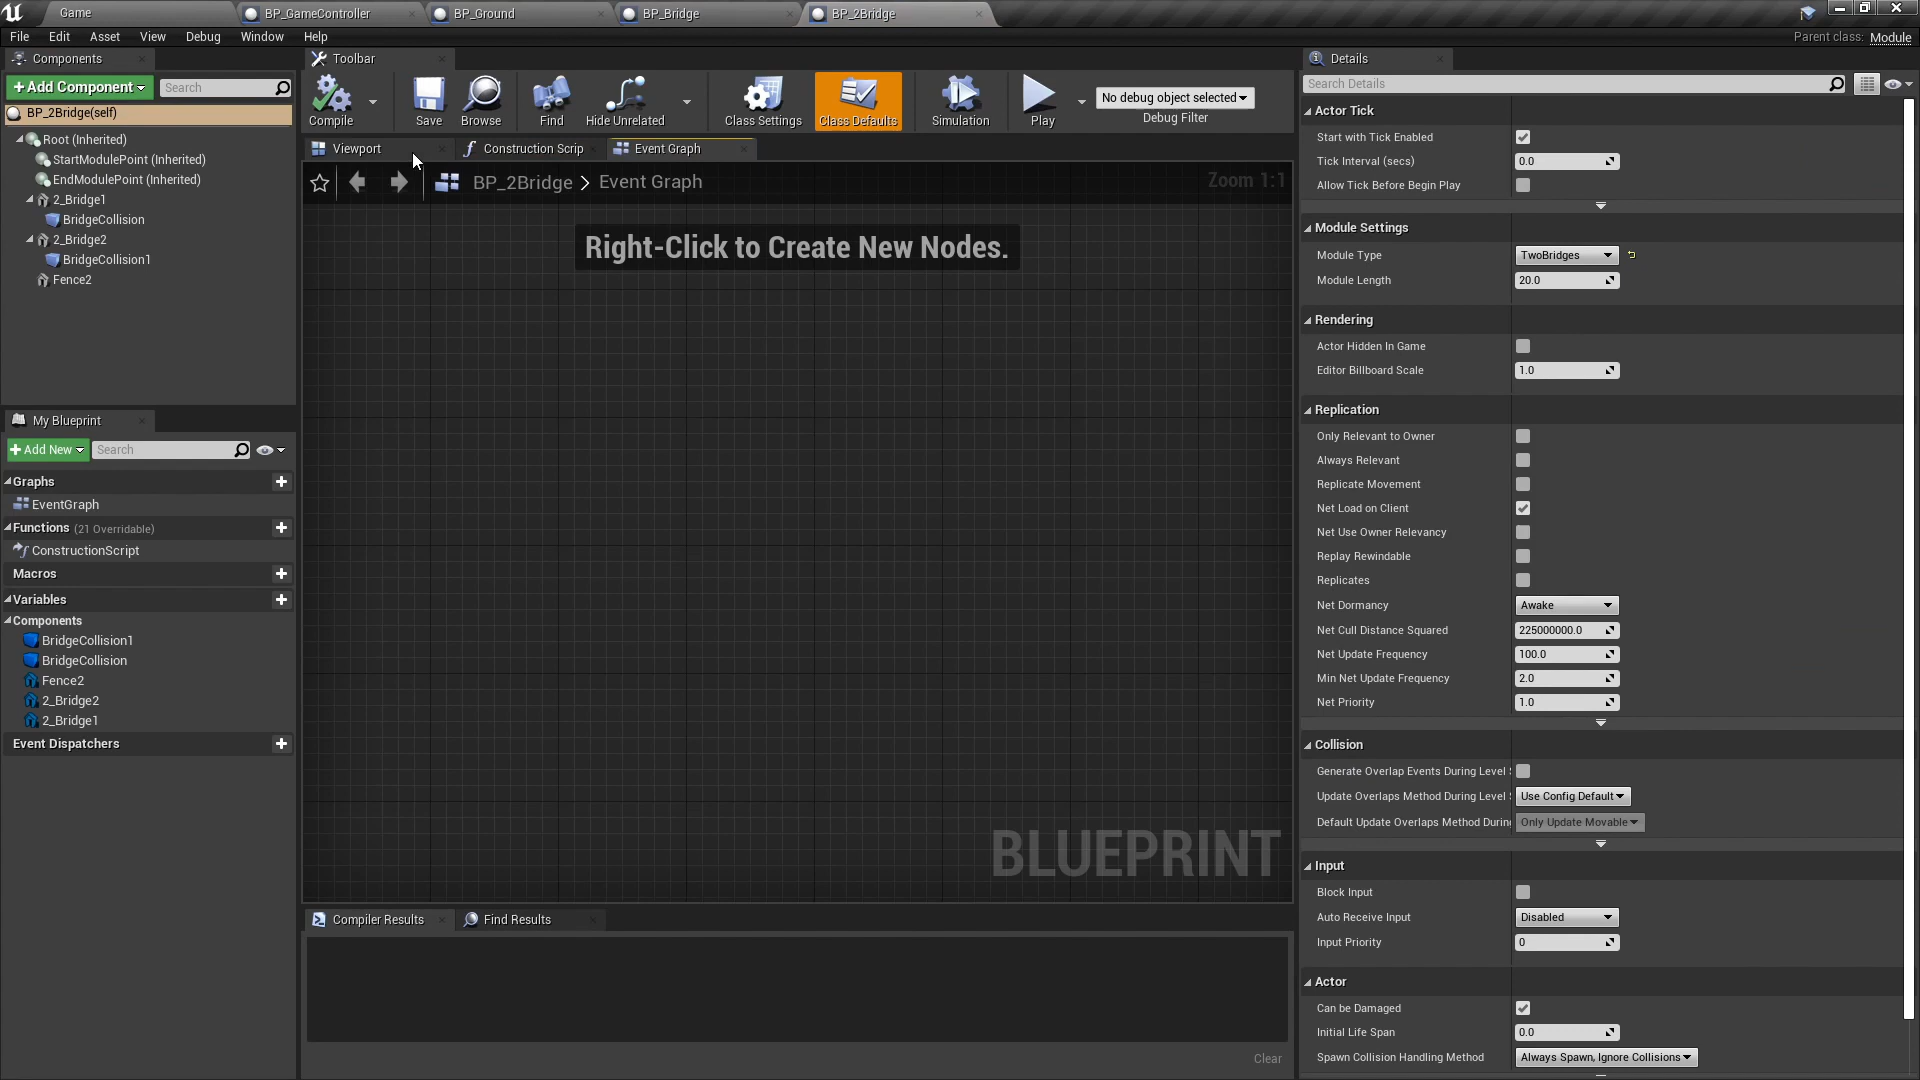 Game
BP_GameController
BP_Ground
BP_Bridge
BP_2Bridge
File Edit Asset View Debug Window Help
Parent class: Module
Components
+Add Component
Search
BP_2Bridge(self)
Root (Inherited)
StartModulePoint (Inherited)
EndModulePoint (Inherited)
2_Bridge1
BridgeCollision
2_Bridge2
BridgeCollision1
Fence2
My Blueprint
+Add New
Search
Graphs
EventGraph
Functions (21 Overridable)
ConstructionScript
Macros
Variables
Components
BridgeCollision1
BridgeCollision
Fence2
2_Bridge2
2_Bridge1
Event Dispatchers
Toolbar
Compile
Save
Browse
Find
Hide Unrelated
Class Settings
Class Defaults
Simulation
Play
No debug object selected
Debug Filter
Viewport
Construction Scrip
Event Graph
BP_2Bridge > Event Graph
Zoom 1:1
Right-Click to Create New Nodes.
BLUEPRINT
Compiler Results
Find Results
Clear
Details
Search Details
Actor Tick
Start with Tick Enabled
Tick Interval (secs) 0.0
Allow Tick Before Begin Play
Module Settings
Module Type TwoBridges
Module Length 20.0
Rendering
Actor Hidden In Game
Editor Billboard Scale 1.0
Replication
Only Relevant to Owner
Always Relevant
Replicate Movement
Net Load on Client
Net Use Owner Relevancy
Replay Rewindable
Replicates
Net Dormancy Awake
Net Cull Distance Squared 225000000.0
Net Update Frequency 100.0
Min Net Update Frequency 2.0
Net Priority 1.0
Collision
Generate Overlap Events During Level
Update Overlaps Method During Level Use Config Default
Default Update Overlaps Method During Only Update Movable
Input
Block Input
Auto Receive Input Disabled
Input Priority 0
Actor
Can be Damaged
Initial Life Span 0.0
Spawn Collision Handling Method Always Spawn, Ignore Collisions